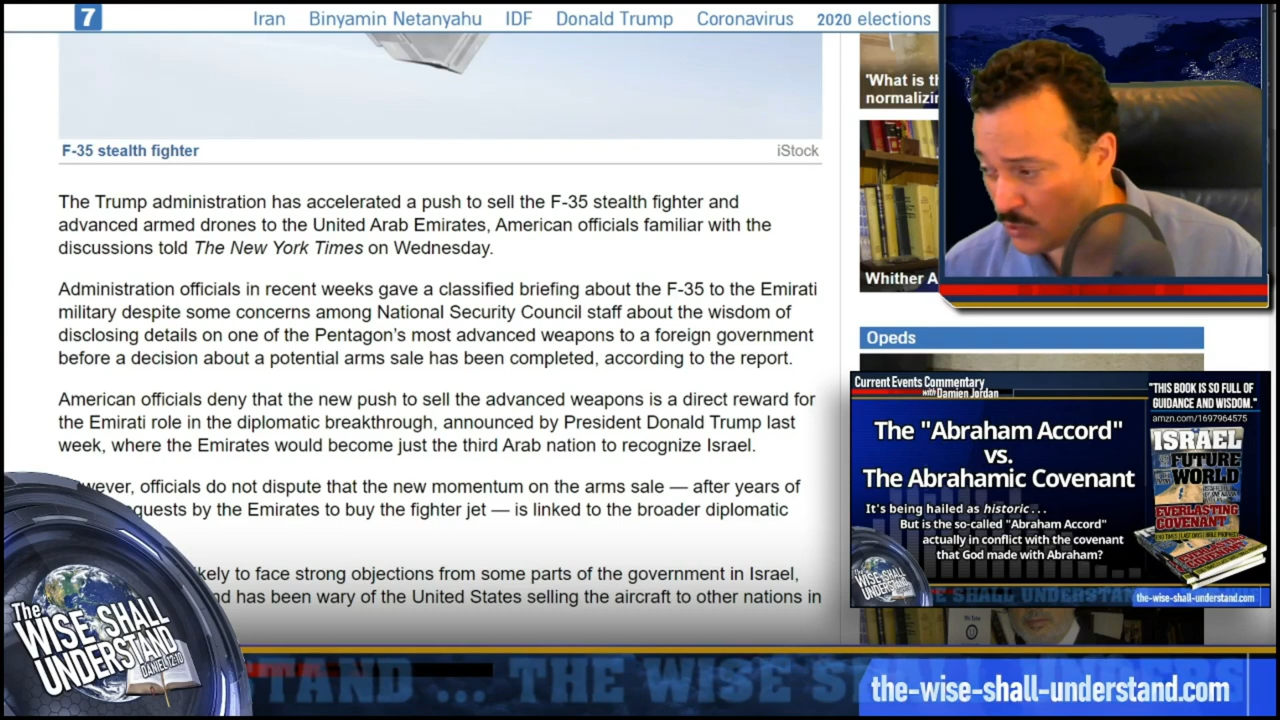 7
Iran Binyamin Netanyahu IDF Donald Trump Coronavirus 2020 elections
F-35 stealth fighter
iStock
The Trump administration has accelerated a push to sell the F-35 stealth fighter and
advanced armed drones to the United Arab Emirates, American officials familiar with the
discussions told The New York Times on Wednesday.
Administration officials in recent weeks gave a classified briefing about the F-35 to the Emirati
military despite some concerns among National Security Council staff about the wisdom of
disclosing details on one of the Pentagon's most advanced weapons to a foreign government
before a decision about a potential arms sale has been completed, according to the report.
American officials deny that the new push to sell the advanced weapons is a direct reward for
the Emirati role in the diplomatic breakthrough, announced by President Donald Trump last
week, where the Emirates would become just the third Arab nation to recognize Israel.
wever, officials do not dispute that the new momentum on the arms sale — after years of
quests by the Emirates to buy the fighter jet — is linked to the broader diplomatic
kely to face strong objections from some parts of the government in Israel,
nd has been wary of the United States selling the aircraft to other nations in
'What is th
normalizin
Whither A
Opeds
Current Events Commentary
with Damien Jordan
The "Abraham Accord"
vs.
The Abrahamic Covenant
It's being hailed as historic . . .
But is the so-called "Abraham Accord"
actually in conflict with the covenant
that God made with Abraham?
"THIS BOOK IS SO FULL OF
GUIDANCE AND WISDOM."
amzn.com/1697964575
ISRAEL
FUTURE
WORLD
EVERLASTING
COVENANT
the-wise-shall-understand.com
The
WISE SHALL
UNDERSTAND
DANIEL 12:10
STAND ... THE WISE S
the-wise-shall-understand.com